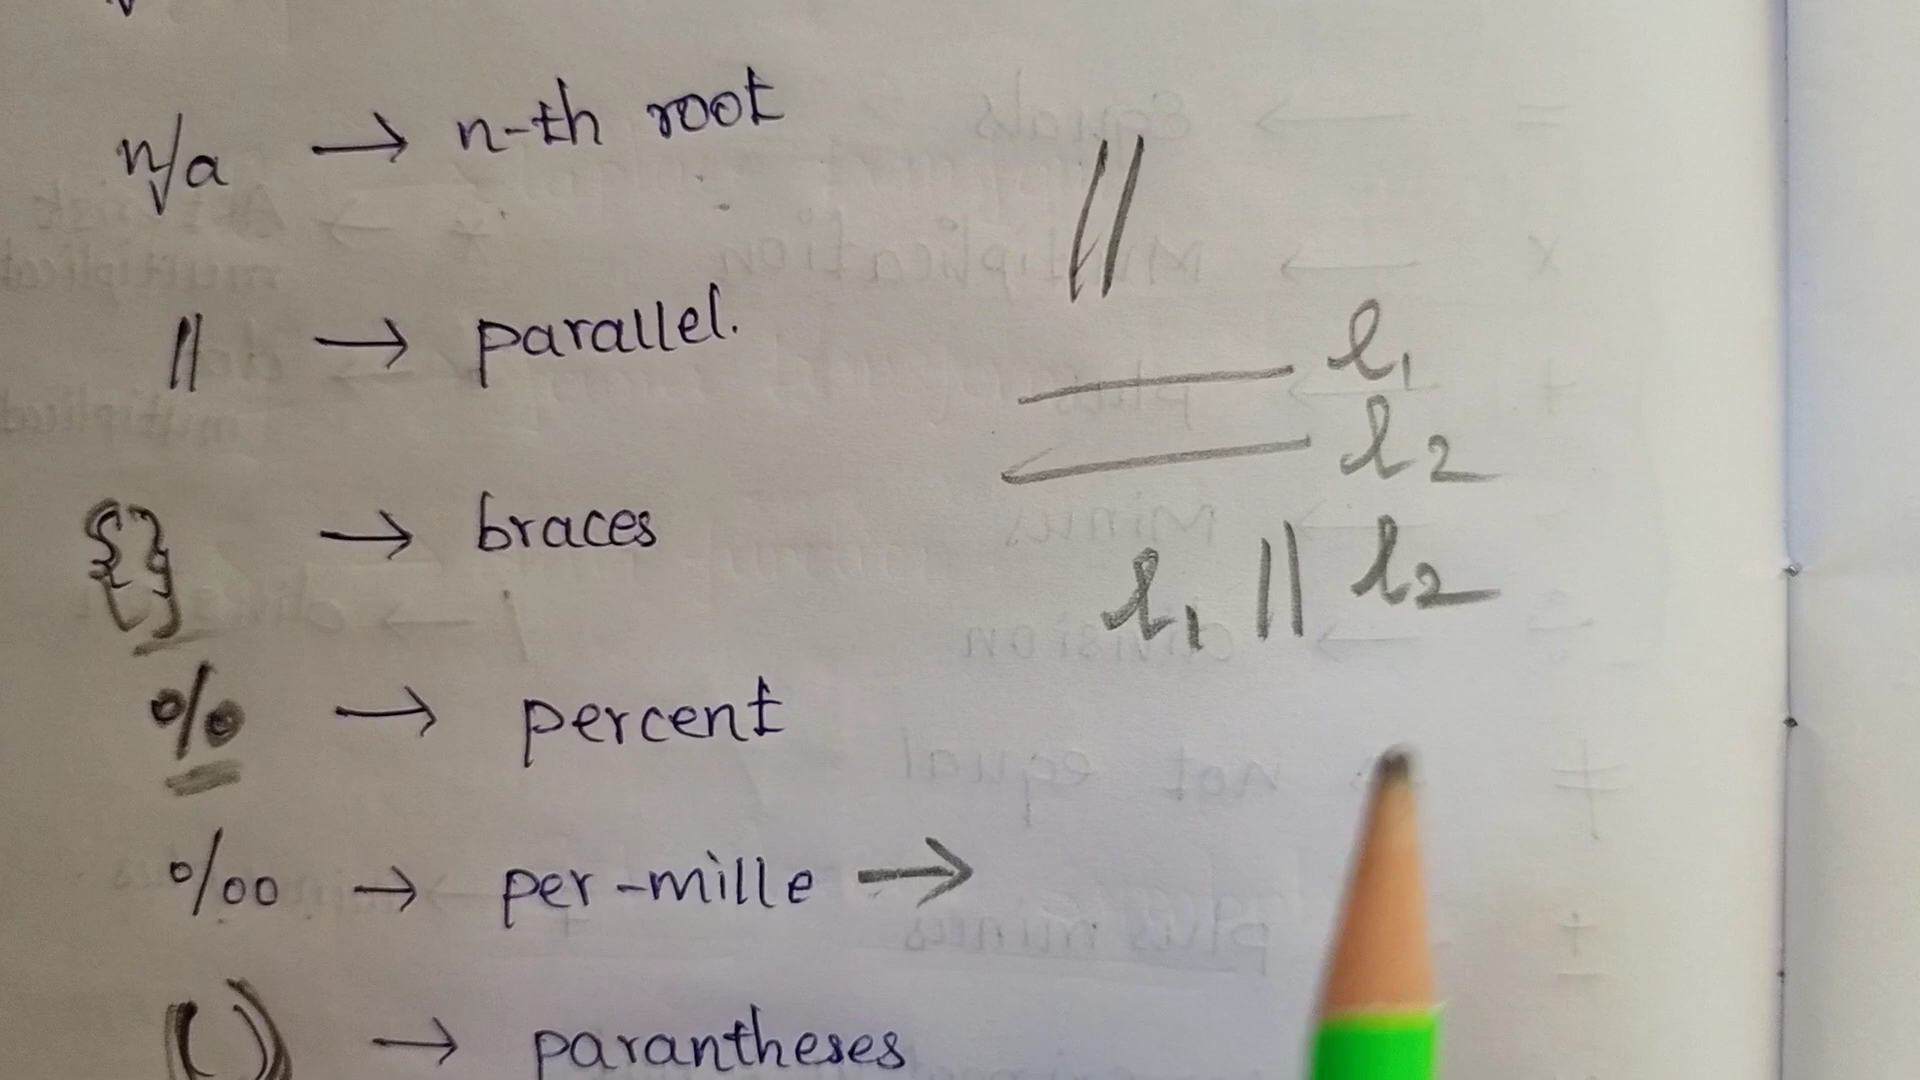 ⁿ√a → n-th root
|| → parallel.
{ } → braces
% → percent
‰ → per-mille →
( ) → parantheses
||
l₁
l₂
l₁ || l₂